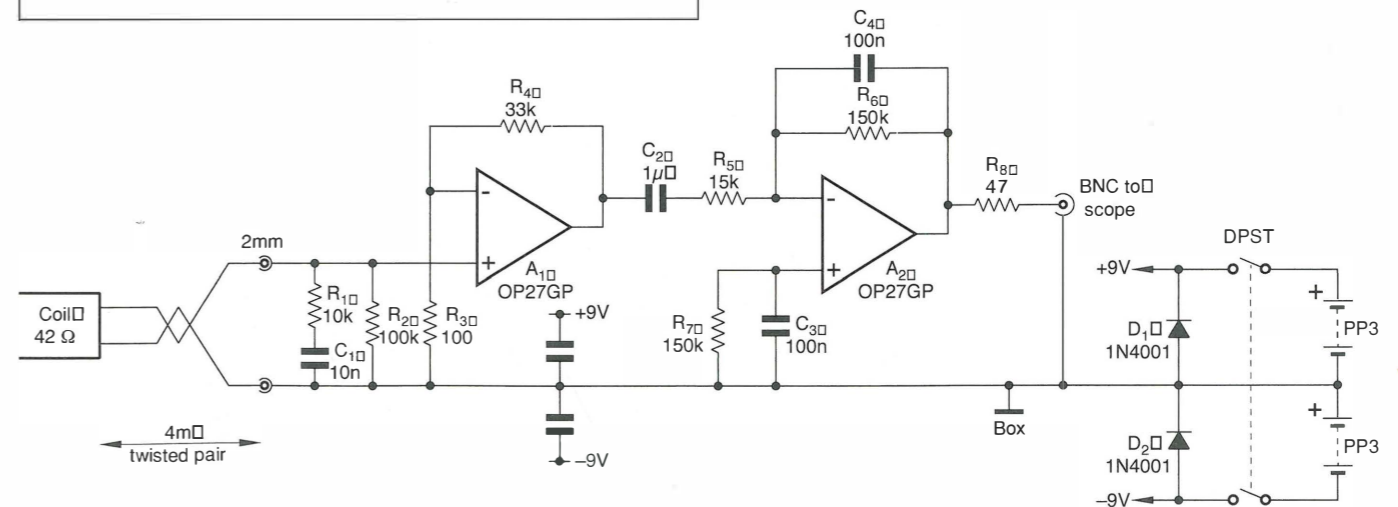 C4□
100n
R4□
33k
R6□
150k
C2□
1µ□
R5□
15k
R8□
47
BNC to□
scope
2mm
-
+
A1□
OP27GP
-
+
A2□
OP27GP
DPST
+9V
Coil□
42 Ω
R1□
10k
C1□
10n
R2□
100k
R3□
100
+9V
R7□
150k
C3□
100n
D1□
1N4001
+
PP3
4m□
twisted pair
–9V
Box
D2□
1N4001
+
PP3
–9V